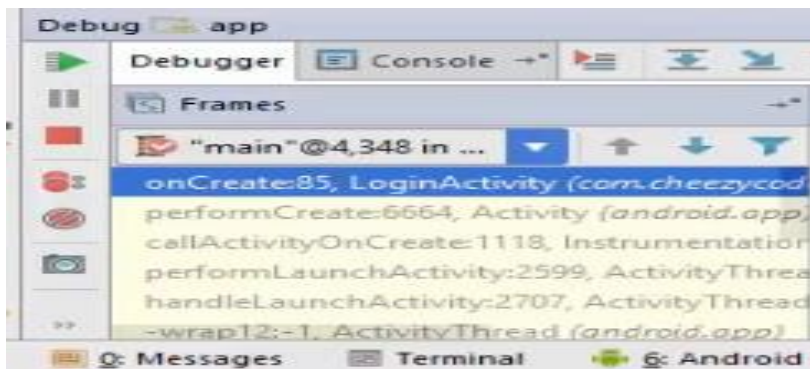 Debug app
Debugger Console
Frames
"main"@4,348 in ...
onCreate:85, LoginActivity (com.cheezycod
performCreate:6664, Activity (android.app)
callActivityOnCreate:1118, Instrumentation
performLaunchActivity:2599, ActivityThrea
handleLaunchActivity:2707, ActivityThread
-wrap12:-1, ActivityThread (android.app)
0: Messages Terminal 6: Android